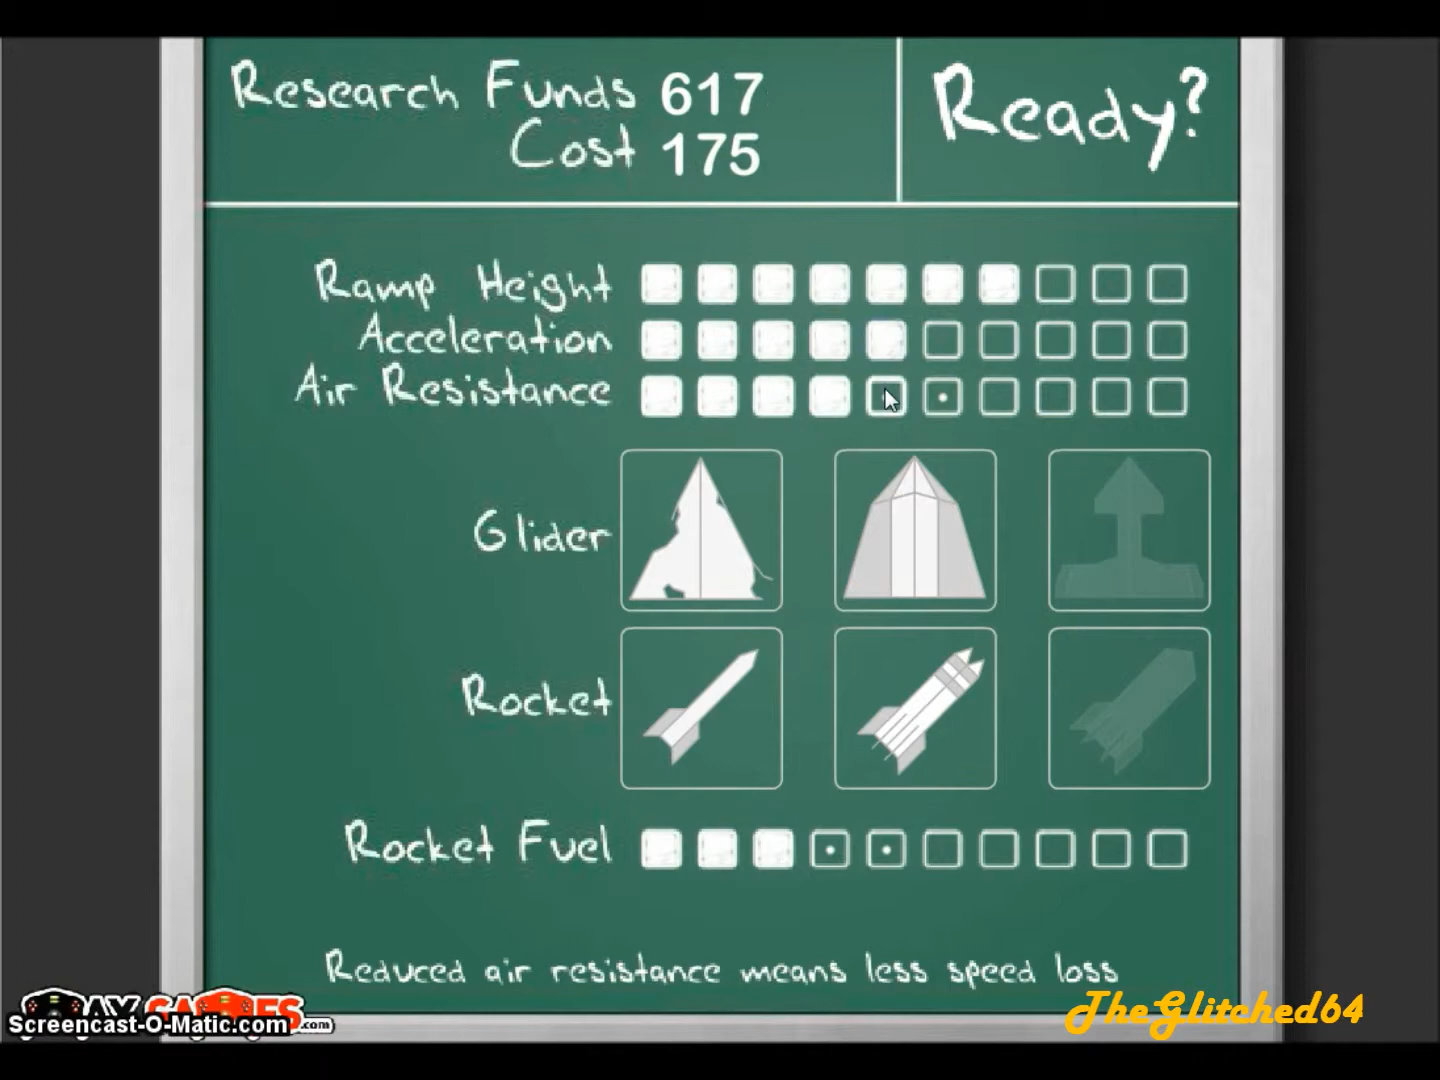 Research Funds 617
Cost 175
Ready?
Ramp Height
Acceleration
Air Resistance
Glider
Rocket
Rocket Fuel
Reduced air resistance means less speed loss
Screencast-O-Matic.com
.com
TheGlitched64